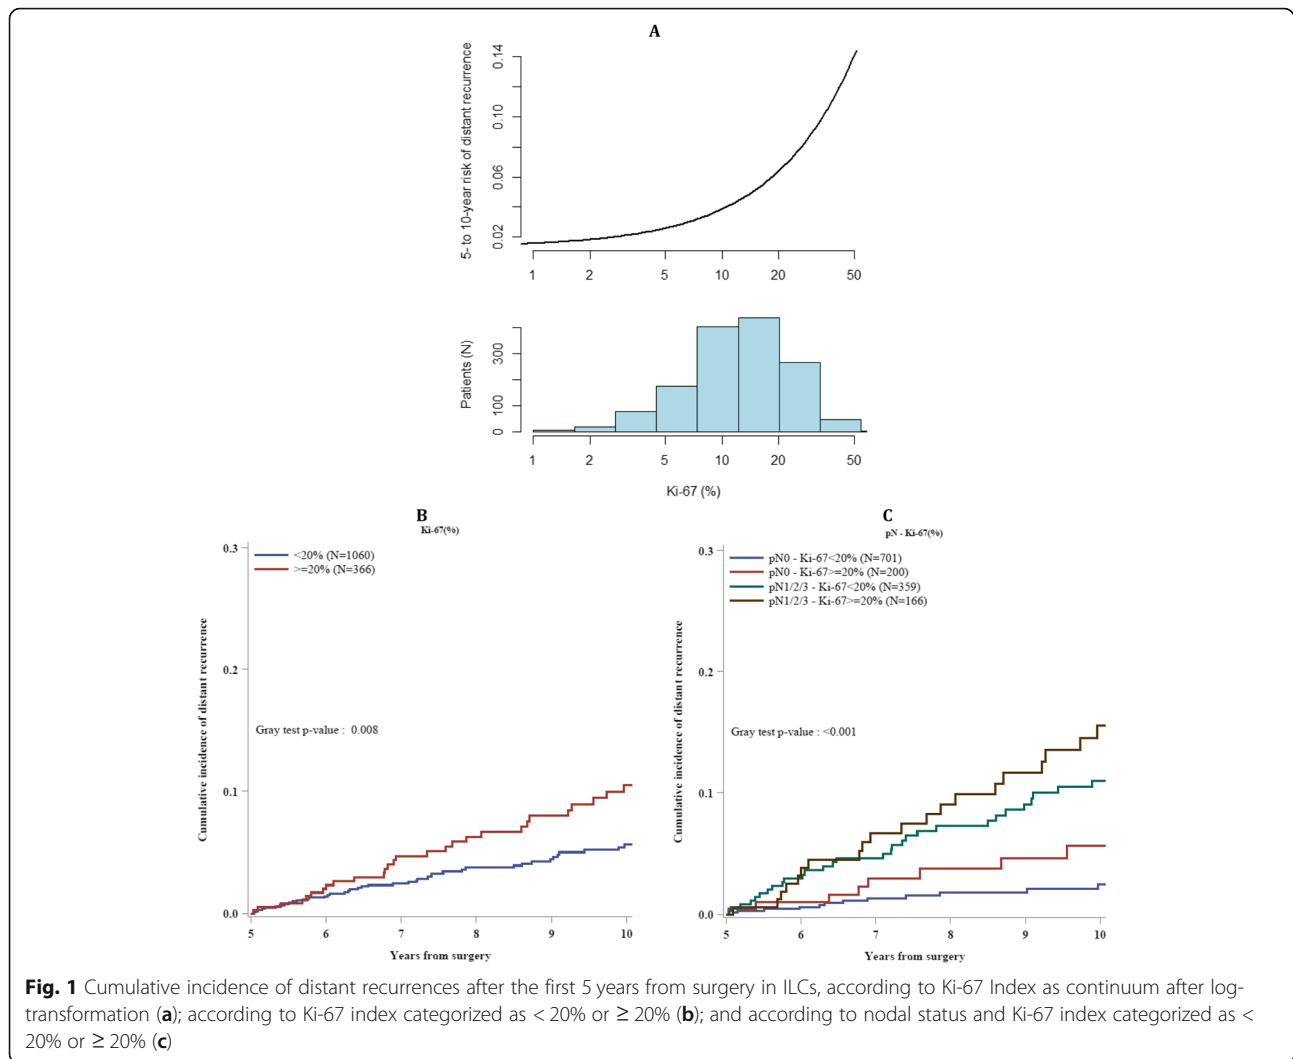 A
5- to 10-year risk of distant recurrence
0.14
0.10
0.06
0.02
1 2 5 10 20 50
Patients (N)
300
100
0
1 2 5 10 20 50
Ki-67 (%)
B
Ki-67(%)
<20% (N=1060)
>=20% (N=366)
Cumulative incidence of distant recurrence
0.3
0.2
0.1
0.0
Gray test p-value : 0.008
5 6 7 8 9 10
Years from surgery
C
pN - Ki-67(%)
pN0 - Ki-67<20% (N=701)
pN0 - Ki-67>=20% (N=200)
pN1/2/3 - Ki-67<20% (N=359)
pN1/2/3 - Ki-67>=20% (N=166)
Cumulative incidence of distant recurrence
0.3
0.2
0.1
0.0
Gray test p-value : <0.001
5 6 7 8 9 10
Years from surgery
Fig. 1 Cumulative incidence of distant recurrences after the first 5 years from surgery in ILCs, according to Ki-67 Index as continuum after log-
transformation (a); according to Ki-67 index categorized as < 20% or ≥ 20% (b); and according to nodal status and Ki-67 index categorized as <
20% or ≥ 20% (c)